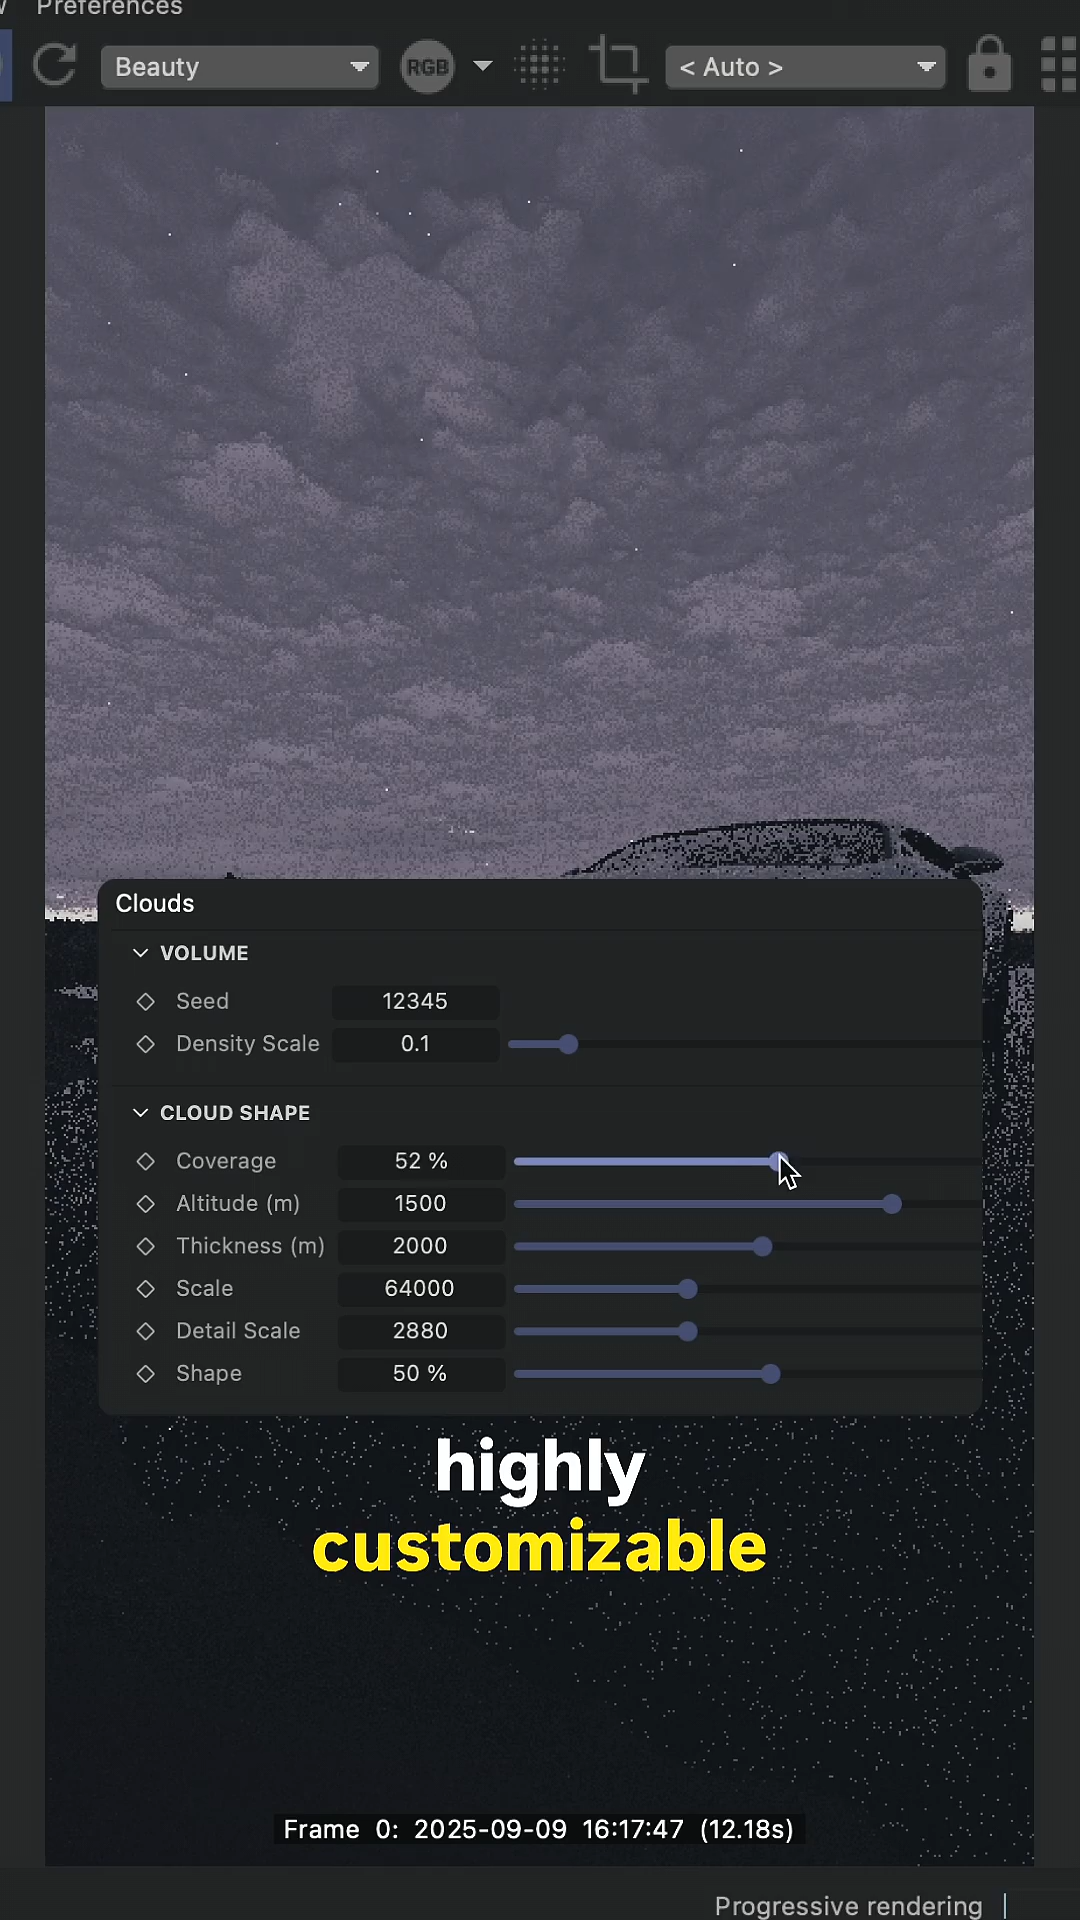 Preferences
Beauty
RGB
< Auto >
Clouds
VOLUME
Seed 12345
Density Scale 0.1
CLOUD SHAPE
Coverage 52 %
Altitude (m) 1500
Thickness (m) 2000
Scale 64000
Detail Scale 2880
Shape 50 %
highly
customizable
Frame 0: 2025-09-09 16:17:47 (12.18s)
Progressive rendering